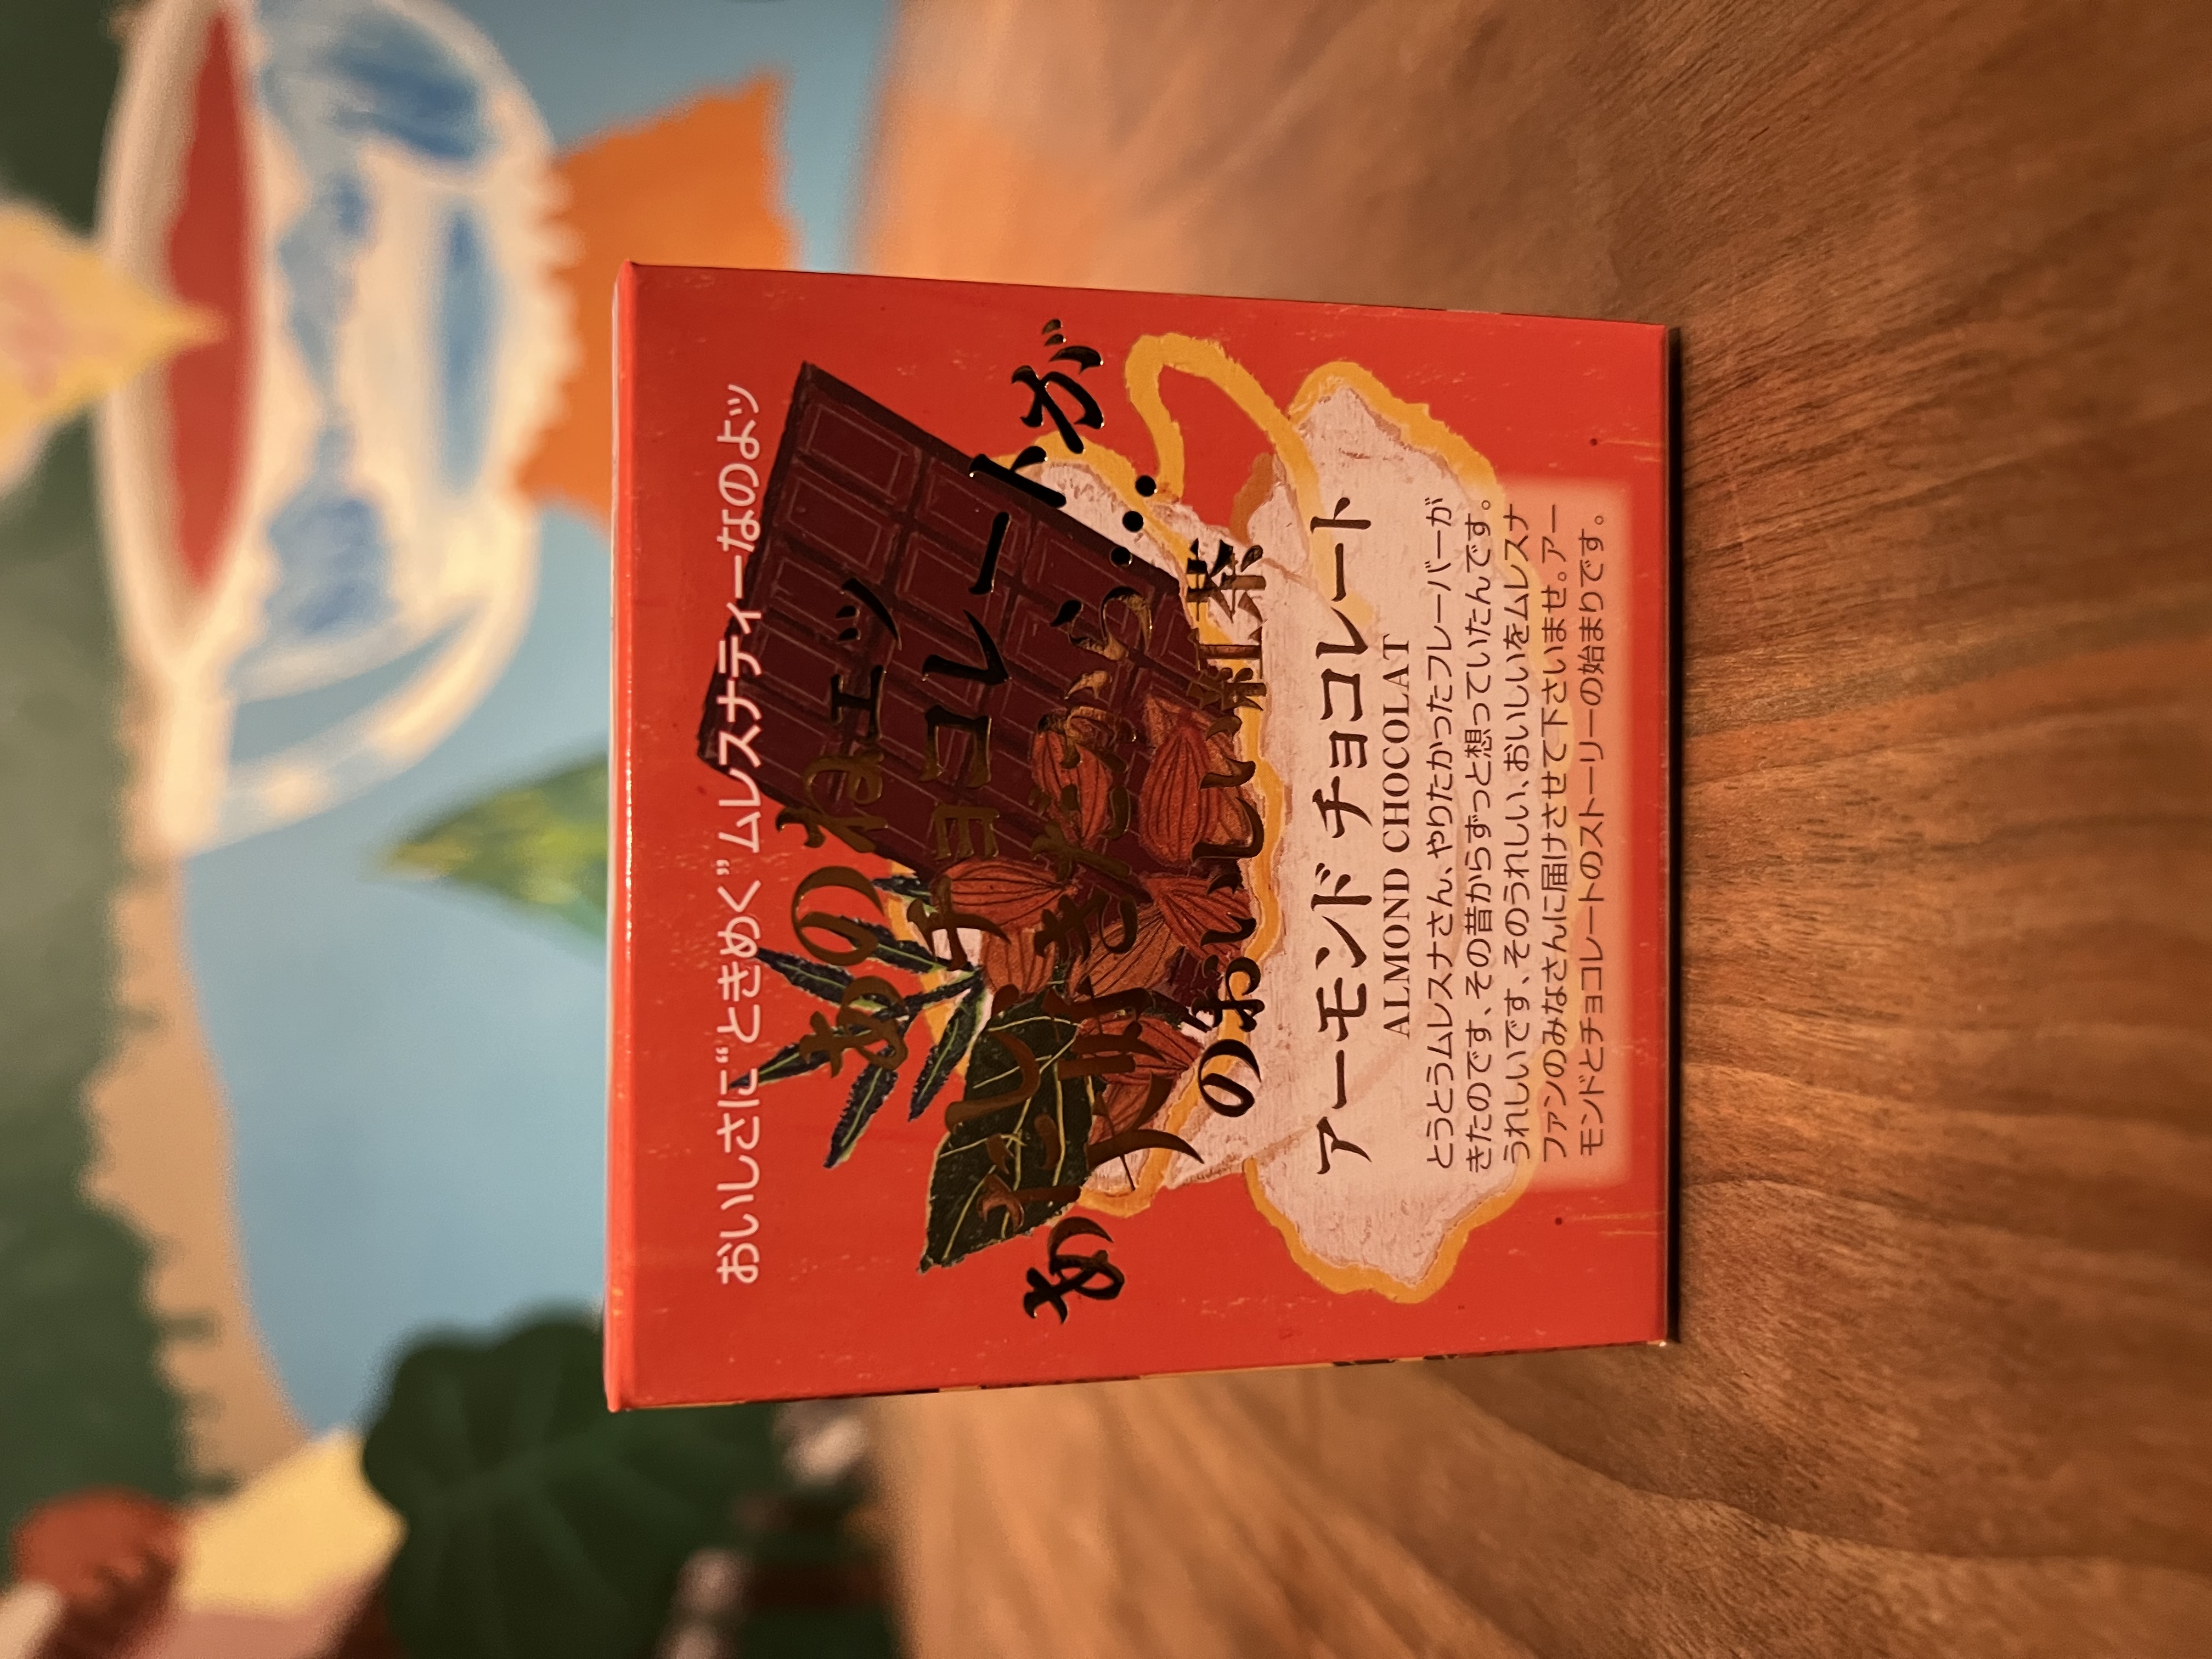 おいしさに“ときめく” ムレスナティーなのよッ
あのねェッ
チョコレートが
のおいしい紅茶
アーモンド チョコレート
ALMOND CHOCOLAT
とうとうムレスナさん、やりたかったフレーバーが
きたのです、その昔からずっと想っていたんです。
うれしいです、そのうれしい、おいしいをムレスナ
ファンのみなさんに届けさせて下さいませ。アー
モンドとチョコレートのストーリーの始まりです。